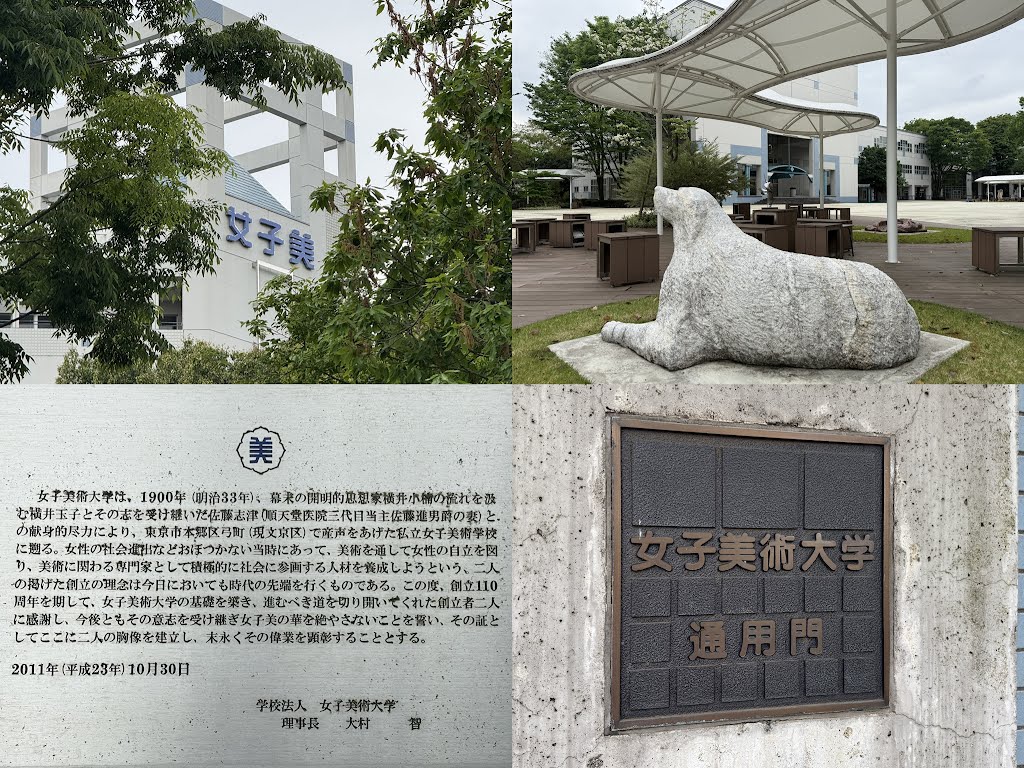 女子美
美
女子美術大学は、1900年(明治33年)、幕末の開明的思想家横井小楠の流れを汲
む横井玉子とその志を受け継いだ佐藤志津(順天堂医院三代目当主佐藤進男爵の妻)と
の献身的尽力により、東京市本郷区弓町(現文京区)で産声をあげた私立女子美術学校
に遡る。女性の社会進出などおぼつかない当時にあって、美術を通して女性の自立を図
り、美術に関わる専門家として積極的に社会に参画する人材を養成しようという、二人
の掲げた創立の理念は今日においても時代の先端を行くものである。この度、創立110
周年を期して、女子美術大学の基礎を築き、進むべき道を切り開いてくれた創立者二人
に感謝し、今後ともその意志を受け継ぎ女子美の華を絶やさないことを誓い、その証と
してここに二人の胸像を建立し、末永くその偉業を顕彰することとする。
2011年(平成23年)10月30日
学校法人 女子美術大学
理事長 大村 智
女子美術大学
通用門